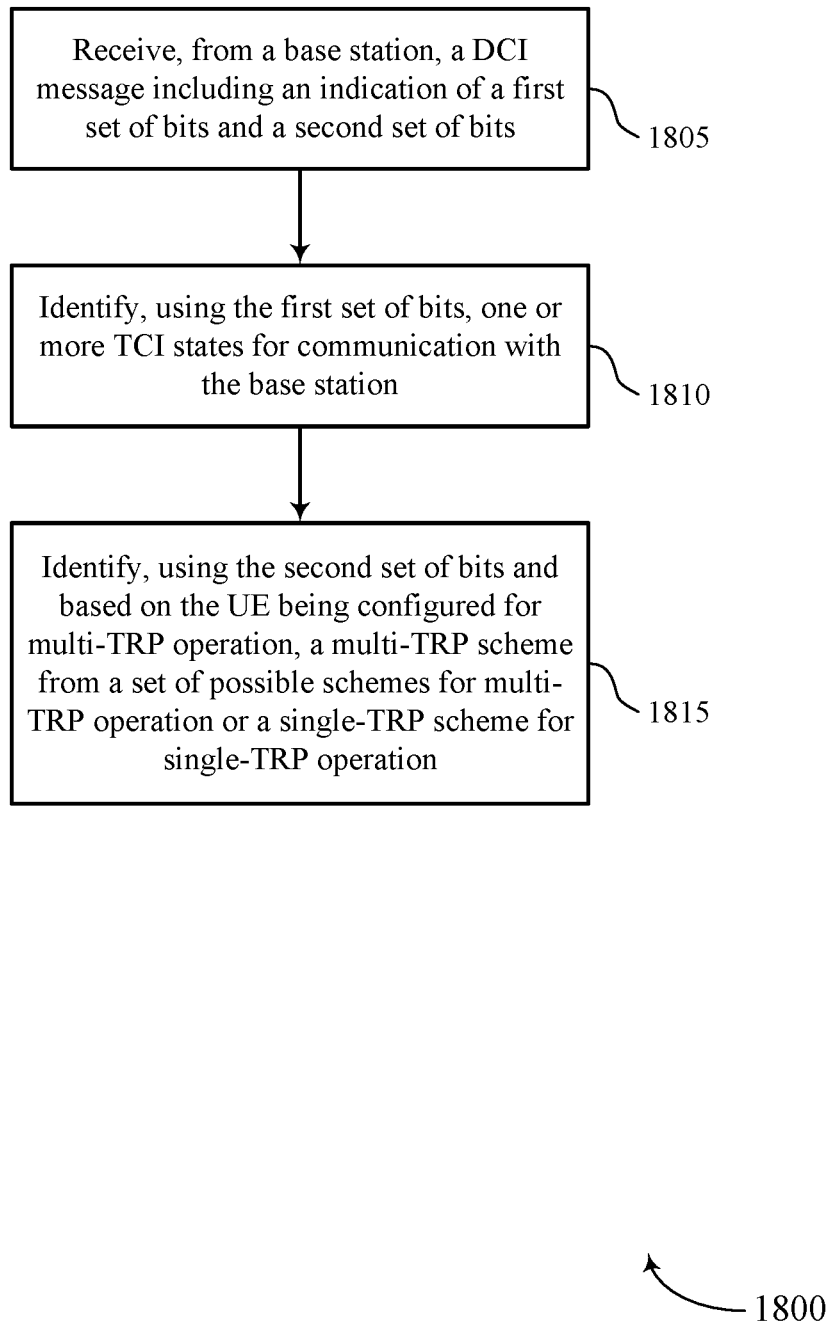 Receive, from a base station, a DCI
message including an indication of a first
set of bits and a second set of bits
1805
Identify, using the first set of bits, one or
more TCI states for communication with
the base station
1810
Identify, using the second set of bits and
based on the UE being configured for
multi-TRP operation, a multi-TRP scheme
from a set of possible schemes for multi-
TRP operation or a single-TRP scheme for
single-TRP operation
1815
1800